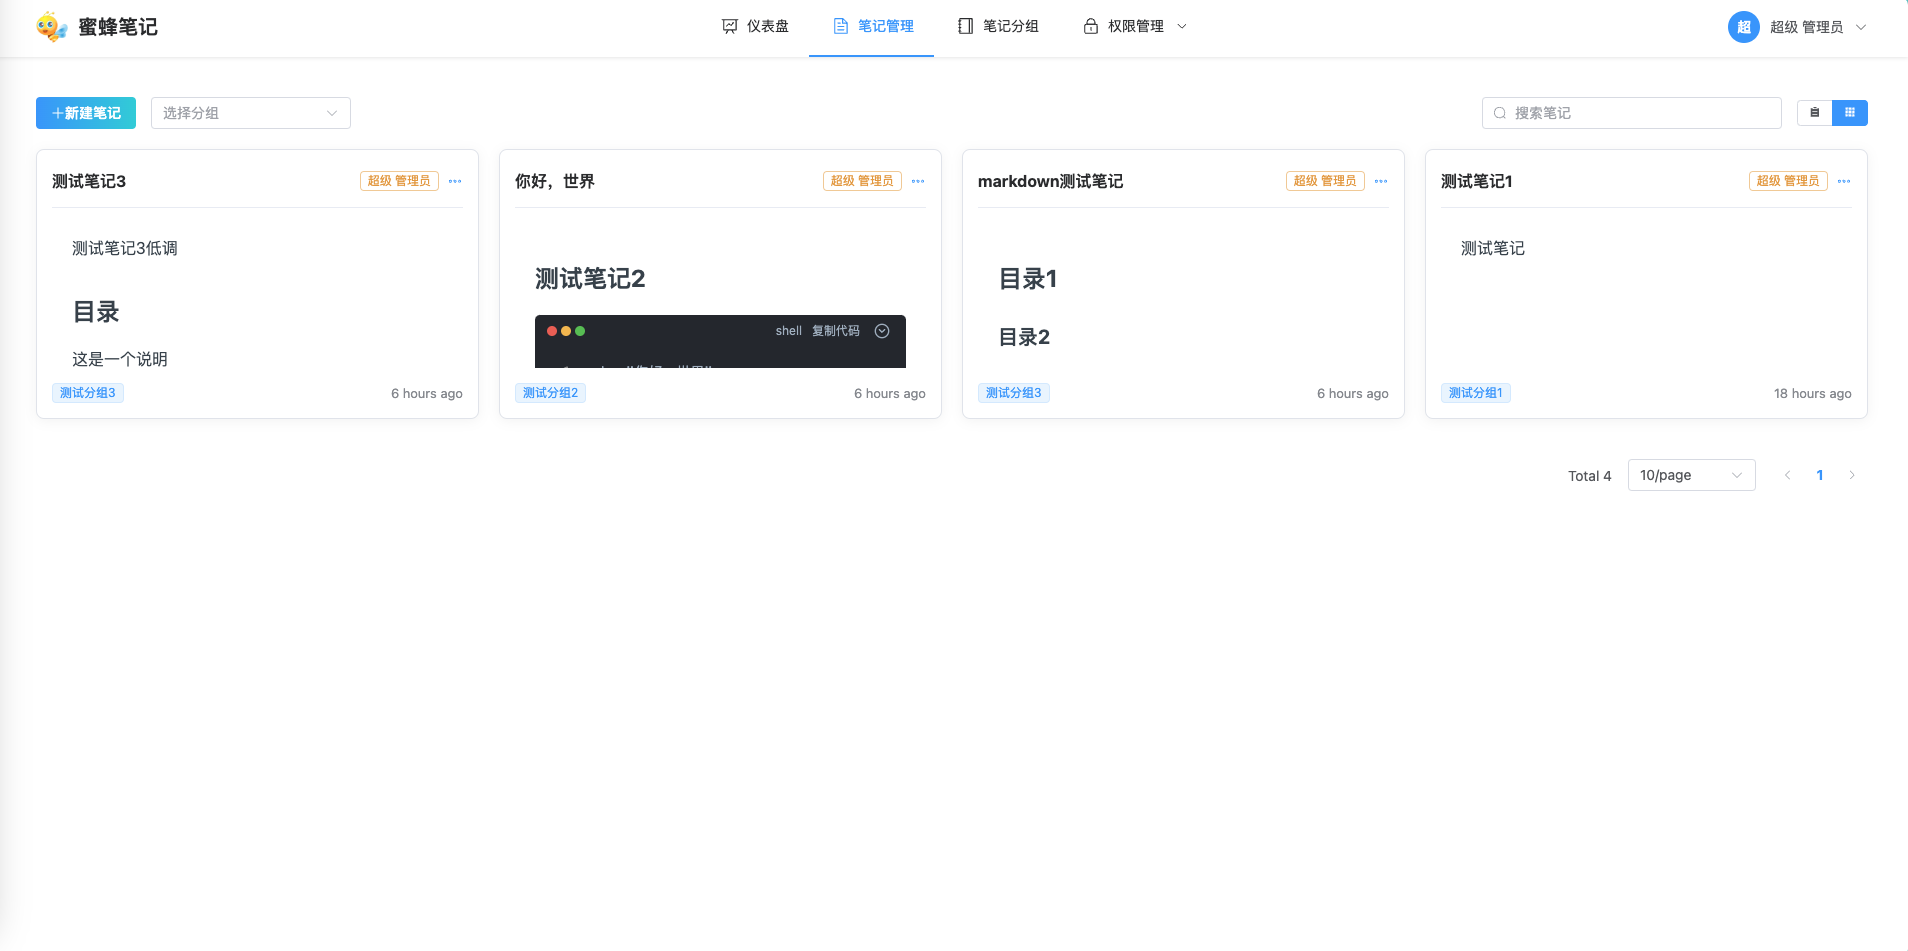 蜜蜂笔记
仪表盘
笔记管理
笔记分组
权限管理
超
超级 管理员
新建笔记
选择分组
搜索笔记
测试笔记3
超级 管理员
测试笔记3低调
目录
这是一个说明
测试分组3
6 hours ago
你好，世界
超级 管理员
测试笔记2
shell 复制代码
测试分组2
6 hours ago
markdown测试笔记
超级 管理员
目录1
目录2
测试分组3
6 hours ago
测试笔记1
超级 管理员
测试笔记
测试分组1
18 hours ago
Total 4
10/page
1